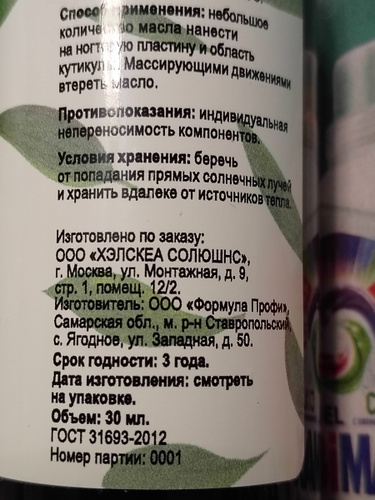 Способ применения: небольшое
количество масла нанести
на ногтевую пластину и область
кутикулы. Массирующими движениями
втереть масло.
Противопоказания: индивидуальная
непереносимость компонентов.
Условия хранения: беречь
от попадания прямых солнечных лучей
и хранить вдалеке от источников тепла.
Изготовлено по заказу:
ООО «ХЭЛСКЕА СОЛЮШНС»,
г. Москва, ул. Монтажная, д. 9,
стр. 1, помещ. 12/2.
Изготовитель: ООО «Формула Профи»,
Самарская обл., м. р-н Ставропольский,
с. Ягодное, ул. Западная, д. 50.
Срок годности: 3 года.
Дата изготовления: смотреть
на упаковке.
Объем: 30 мл.
ГОСТ 31693-2012
Номер партии: 0001